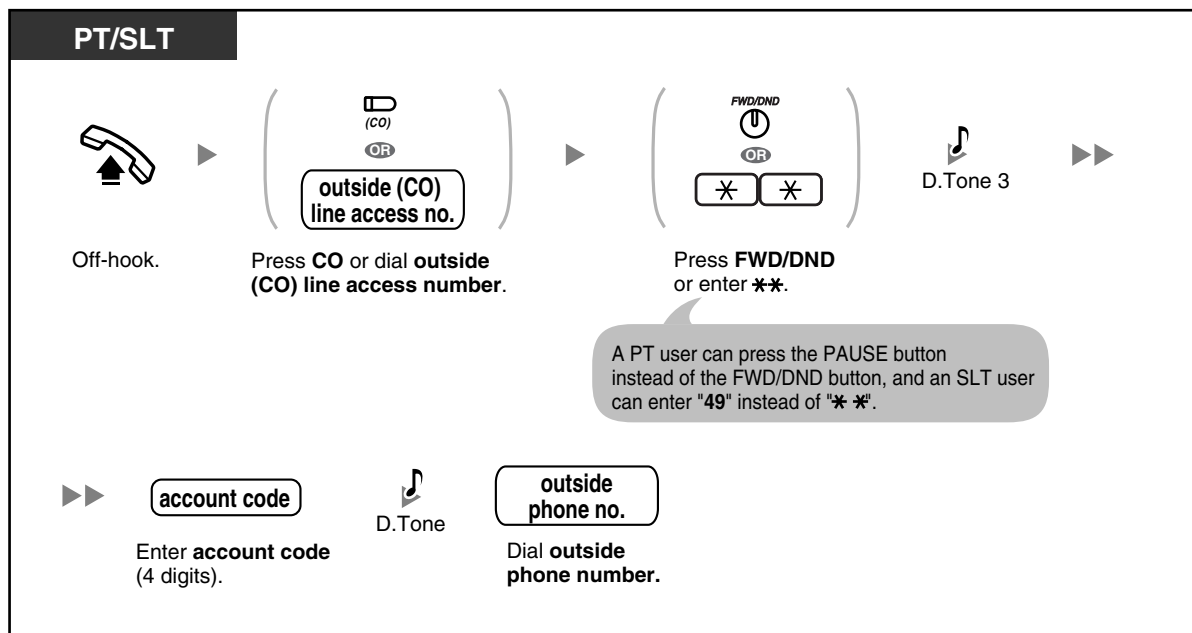 PT/SLT
(CO)
OR
outside (CO)
line access no.
FWD/DND
OR
* *
D.Tone 3
Off-hook.
Press CO or dial outside
(CO) line access number.
Press FWD/DND
or enter **.
A PT user can press the PAUSE button
instead of the FWD/DND button, and an SLT user
can enter "49" instead of "* *".
account code
D.Tone
outside
phone no.
Enter account code
(4 digits).
Dial outside
phone number.